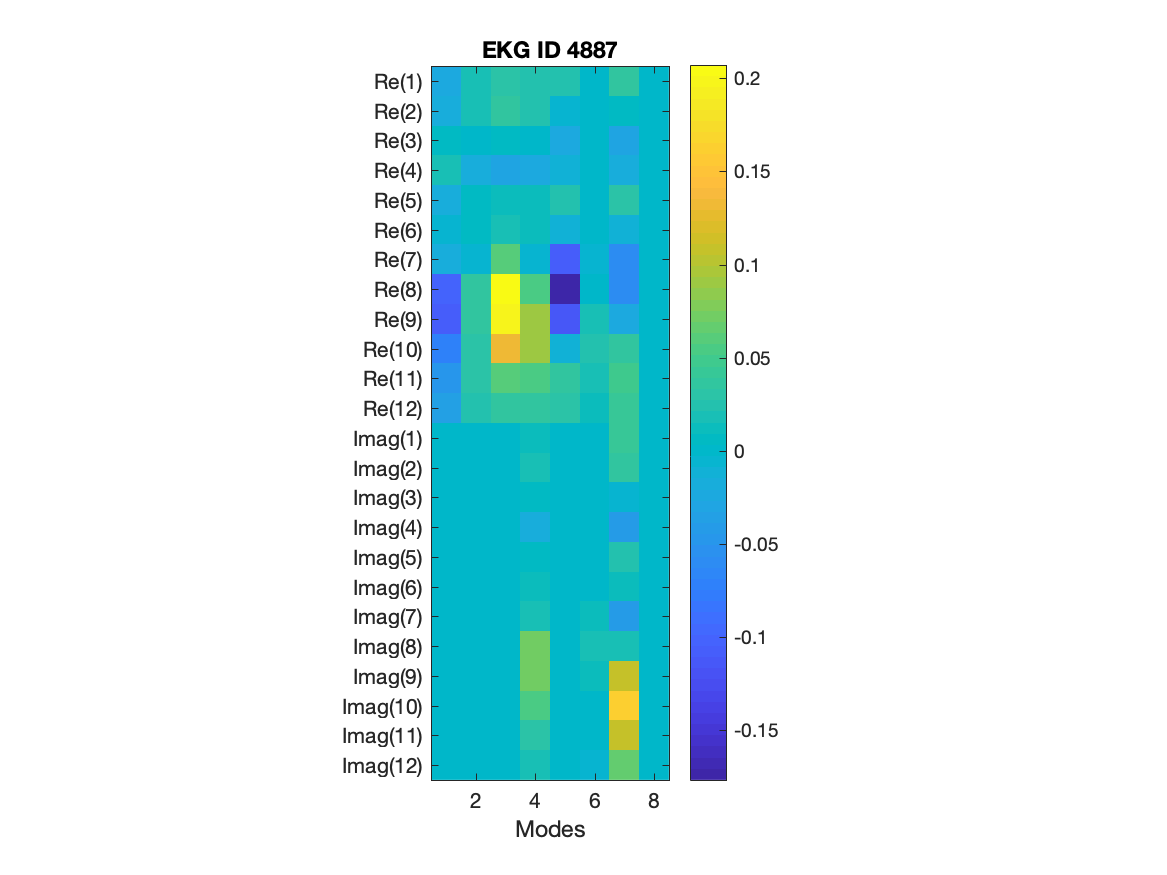 EKG ID 4887
Re(1)
Re(2)
Re(3)
Re(4)
Re(5)
Re(6)
Re(7)
Re(8)
Re(9)
Re(10)
Re(11)
Re(12)
Imag(1)
Imag(2)
Imag(3)
Imag(4)
Imag(5)
Imag(6)
Imag(7)
Imag(8)
Imag(9)
Imag(10)
Imag(11)
Imag(12)
2 4 6 8
Modes
0.2
0.15
0.1
0.05
0
-0.05
-0.1
-0.15